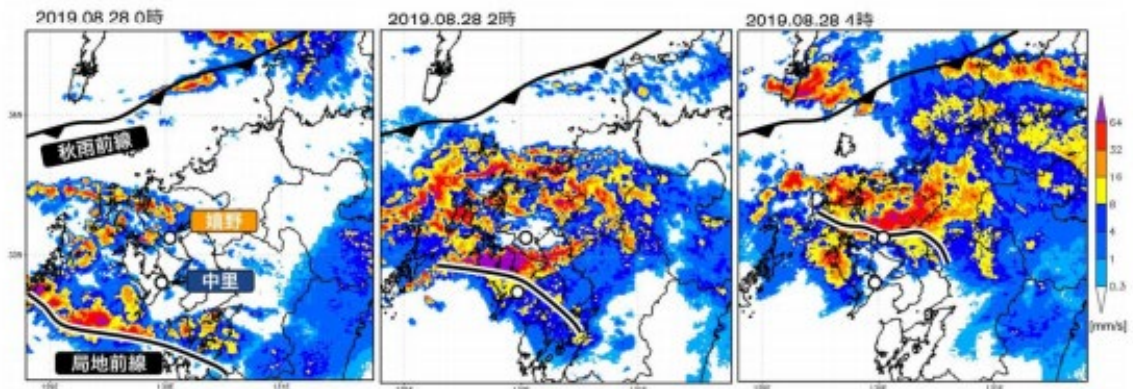 2019.08.28 0時
2019.08.28 2時
2019.08.28 4時
秋雨前線
嬉野
中里
局地前線
64
32
16
8
4
1
0.3
[mm/s]